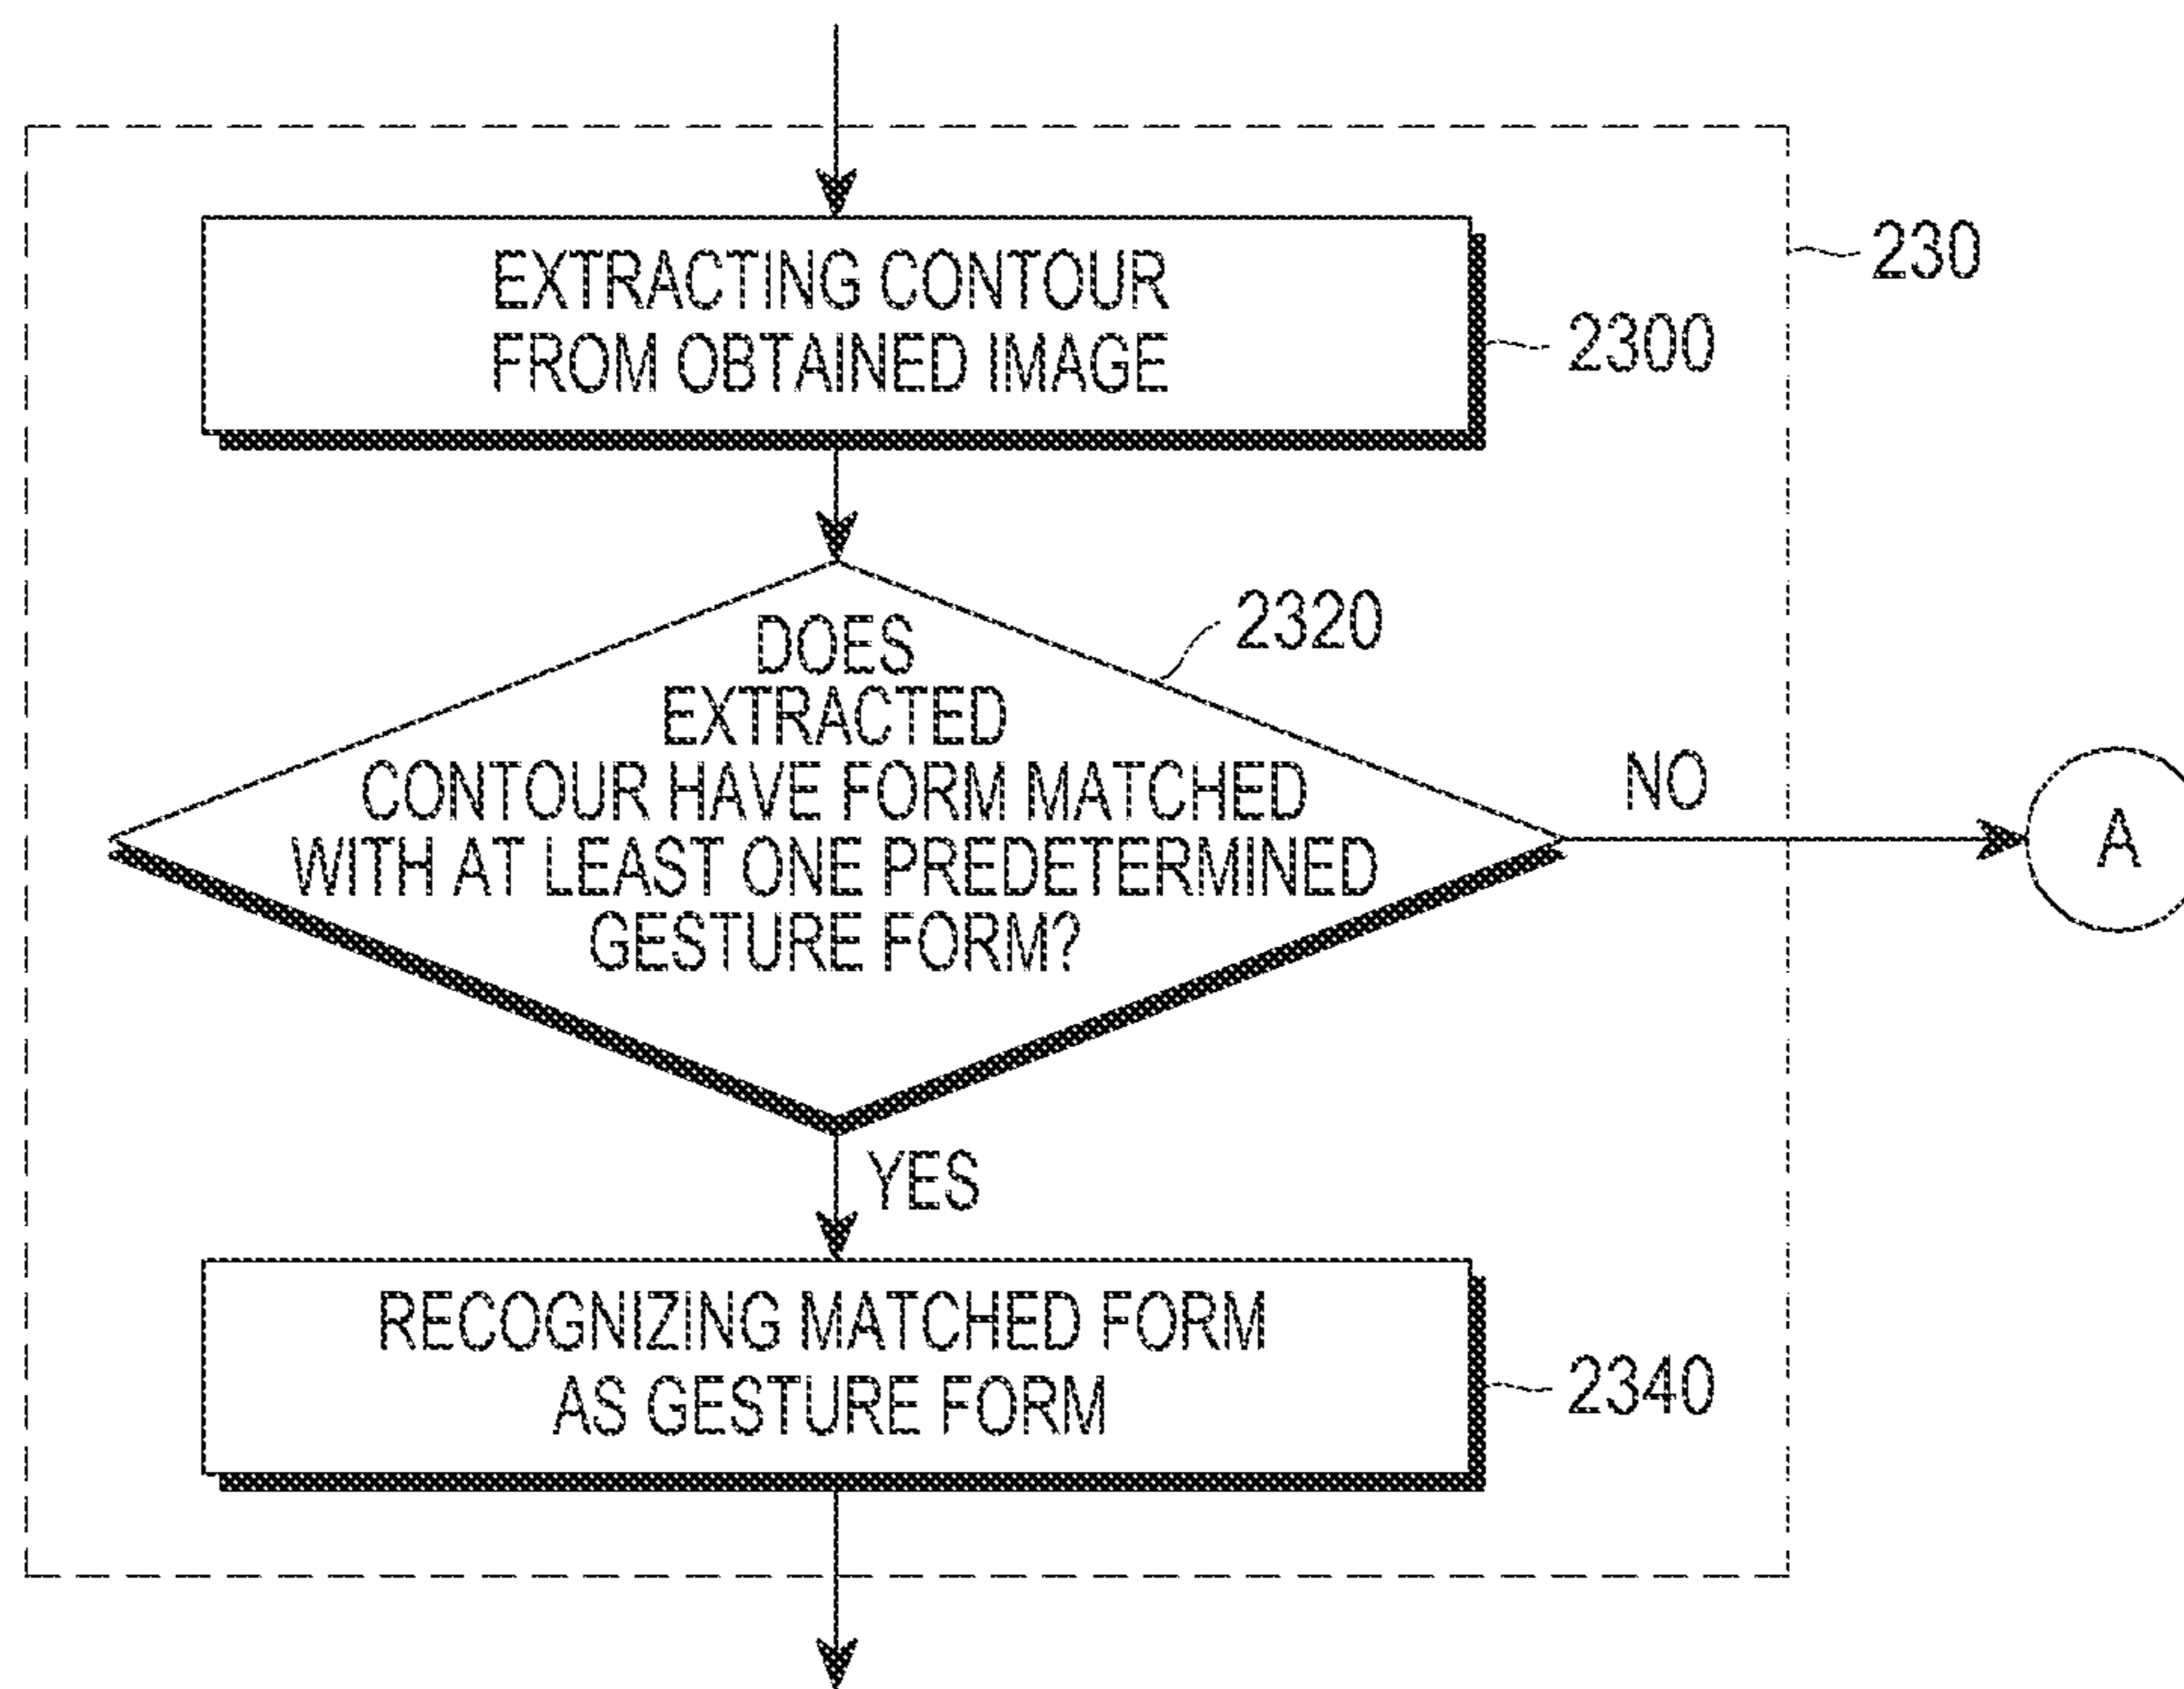 EXTRACTING CONTOUR
FROM OBTAINED IMAGE
230
2300
2320
DOES
EXTRACTED
CONTOUR HAVE FORM MATCHED
WITH AT LEAST ONE PREDETERMINED
GESTURE FORM?
NO
A
YES
RECOGNIZING MATCHED FORM
AS GESTURE FORM
2340